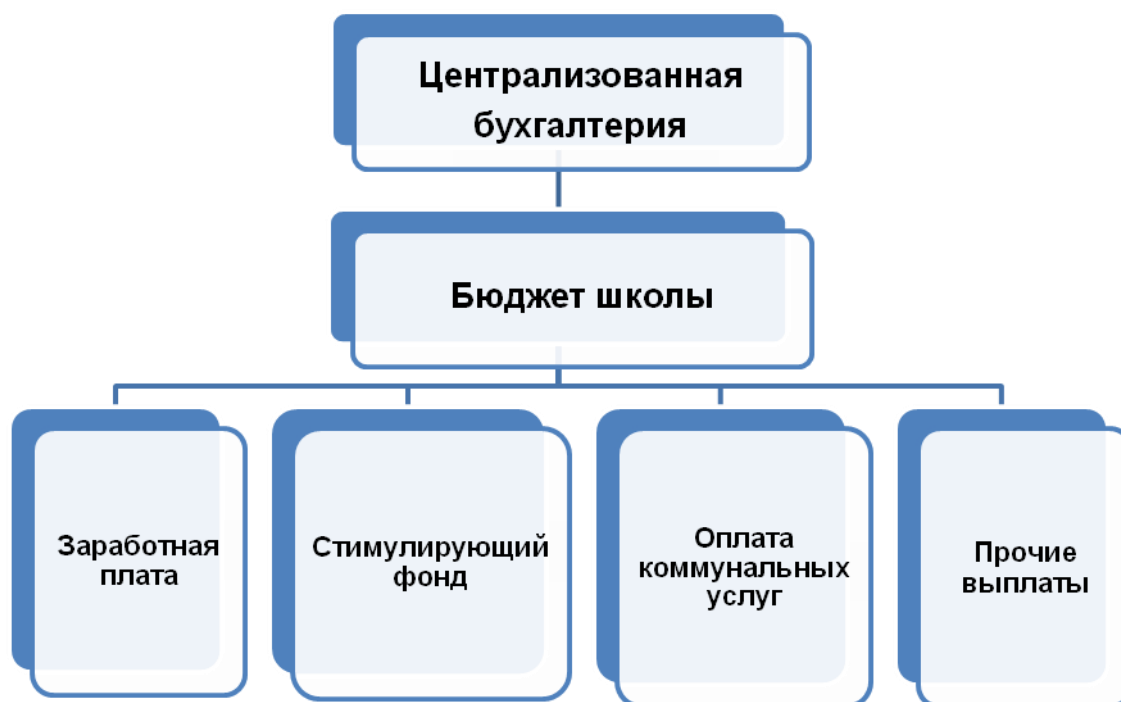 Централизованная
бухгалтерия
Бюджет школы
Заработная
плата
Стимулирующий
фонд
Оплата
коммунальных
услуг
Прочие
выплаты